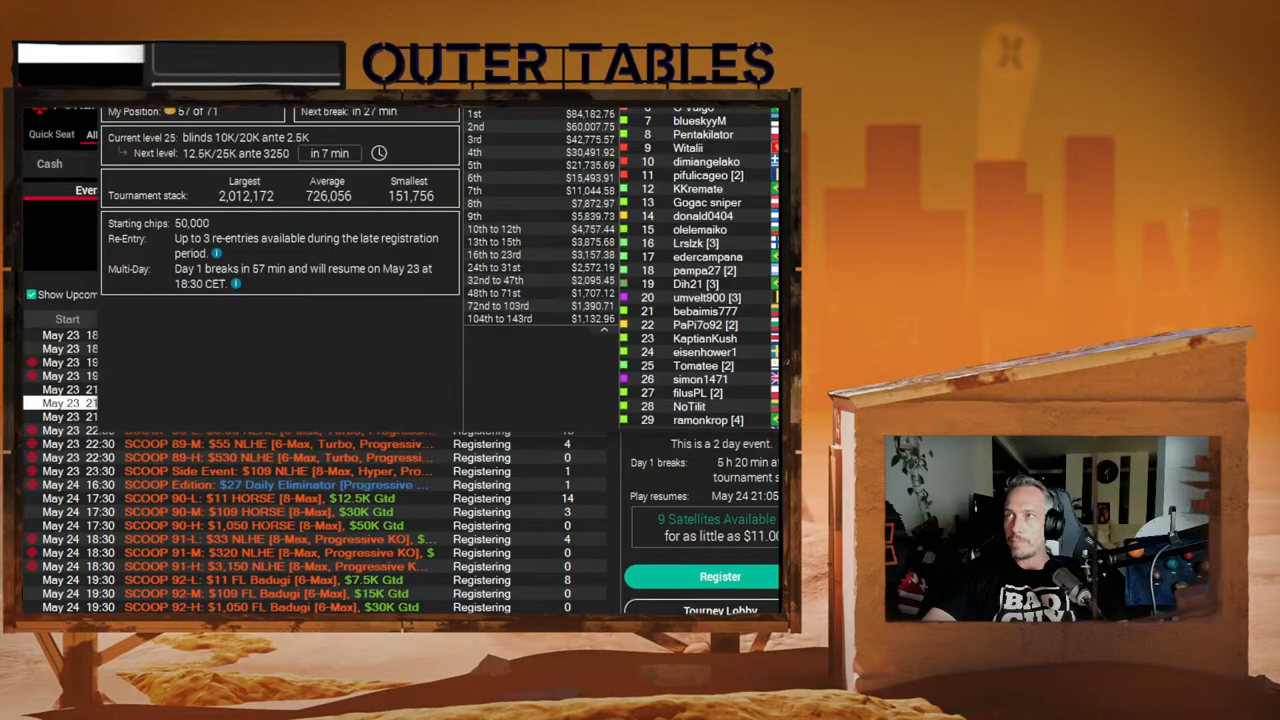 OUTER TABLES
My Position: 57 of 71
Next break: in 27 min
Quick Seat
Current level 25: blinds 10K/20K ante 2.5K
Next level: 12.5K/25K ante 3250
in 7 min
Cash
Tournament stack:
Largest 2,012,172
Average 726,056
Smallest 151,756
Starting chips: 50,000
Re-Entry: Up to 3 re-entries available during the late registration period.
Multi-Day: Day 1 breaks in 57 min and will resume on May 23 at 18:30 CET.
1st $84,182.76
2nd $60,007.75
3rd $42,775.57
4th $30,491.92
5th $21,735.69
6th $15,493.91
7th $11,044.58
8th $7,872.97
9th $5,839.73
10th to 12th $4,757.44
13th to 15th $3,875.68
16th to 23rd $3,157.38
24th to 31st $2,572.19
32nd to 47th $2,095.45
48th to 71st $1,707.12
72nd to 103rd $1,390.71
104th to 143rd $1,132.96
7 blueskyyM
8 Pentakilator
9 Witalii
10 dimiangelako
11 pifulicageo [2]
12 KKremate
13 Gogac sniper
14 donald0404
15 olelemaiko
16 Lrslzk [3]
17 edercampana
18 pampa27 [2]
19 Dih21 [3]
20 umvelt900 [3]
21 bebaimis777
22 PaPi7o92 [2]
23 KaptianKush
24 eisenhower1
25 Tomatee [2]
26 simon1471
27 filusPL [2]
28 NoTilit
29 ramonkrop [4]
Show Upcom
Start
May 23 18
May 23 18
May 23 19
May 23 19
May 23 21
May 23 21
May 23 21
May 23 22:30 SCOOP 89-M: $55 NLHE [6-Max, Turbo, Progressiv... Registering 4
May 23 22:30 SCOOP 89-H: $530 NLHE [6-Max, Turbo, Progressiv... Registering 0
May 23 23:30 SCOOP Side Event: $109 NLHE [8-Max, Hyper, Pro... Registering 1
May 24 16:30 SCOOP Edition: $27 Daily Eliminator [Progressive ... Registering 1
May 24 17:30 SCOOP 90-L: $11 HORSE [8-Max], $12.5K Gtd Registering 14
May 24 17:30 SCOOP 90-M: $109 HORSE [8-Max], $30K Gtd Registering 3
May 24 17:30 SCOOP 90-H: $1,050 HORSE [8-Max], $50K Gtd Registering 0
May 24 18:30 SCOOP 91-L: $33 NLHE [8-Max, Progressive KO], $... Registering 4
May 24 18:30 SCOOP 91-M: $320 NLHE [8-Max, Progressive KO], $ Registering 0
May 24 18:30 SCOOP 91-H: $3,150 NLHE [8-Max, Progressive K... Registering 0
May 24 19:30 SCOOP 92-L: $11 FL Badugi [6-Max], $7.5K Gtd Registering 8
May 24 19:30 SCOOP 92-M: $109 FL Badugi [6-Max], $15K Gtd Registering 0
May 24 19:30 SCOOP 92-H: $1,050 FL Badugi [6-Max], $30K Gtd Registering 0
This is a 2 day event.
Day 1 breaks: 5 h 20 min
tournament s
Play resumes: May 24 21:05
9 Satellites Available
for as little as $11.00
Register
Tourney Lobby
BAD
GUY